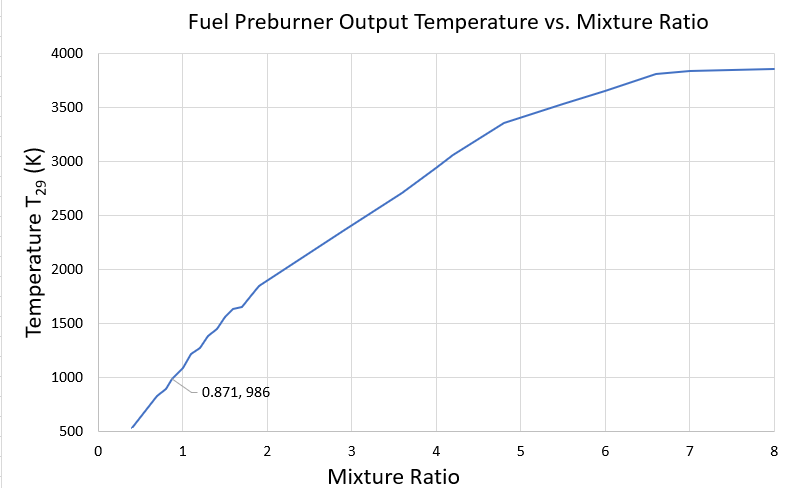 Fuel Preburner Output Temperature vs. Mixture Ratio
Temperature T29 (K)
4000
3500
3000
2500
2000
1500
1000
500
0.871, 986
0 1 2 3 4 5 6 7 8
Mixture Ratio